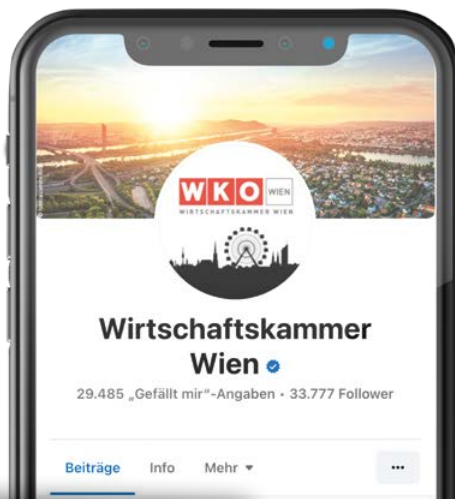 WKO WIEN
WIRTSCHAFTSKAMMER WIEN
Wirtschaftskammer
Wien
29.485 „Gefällt mir“-Angaben • 33.777 Follower
Beiträge Info Mehr